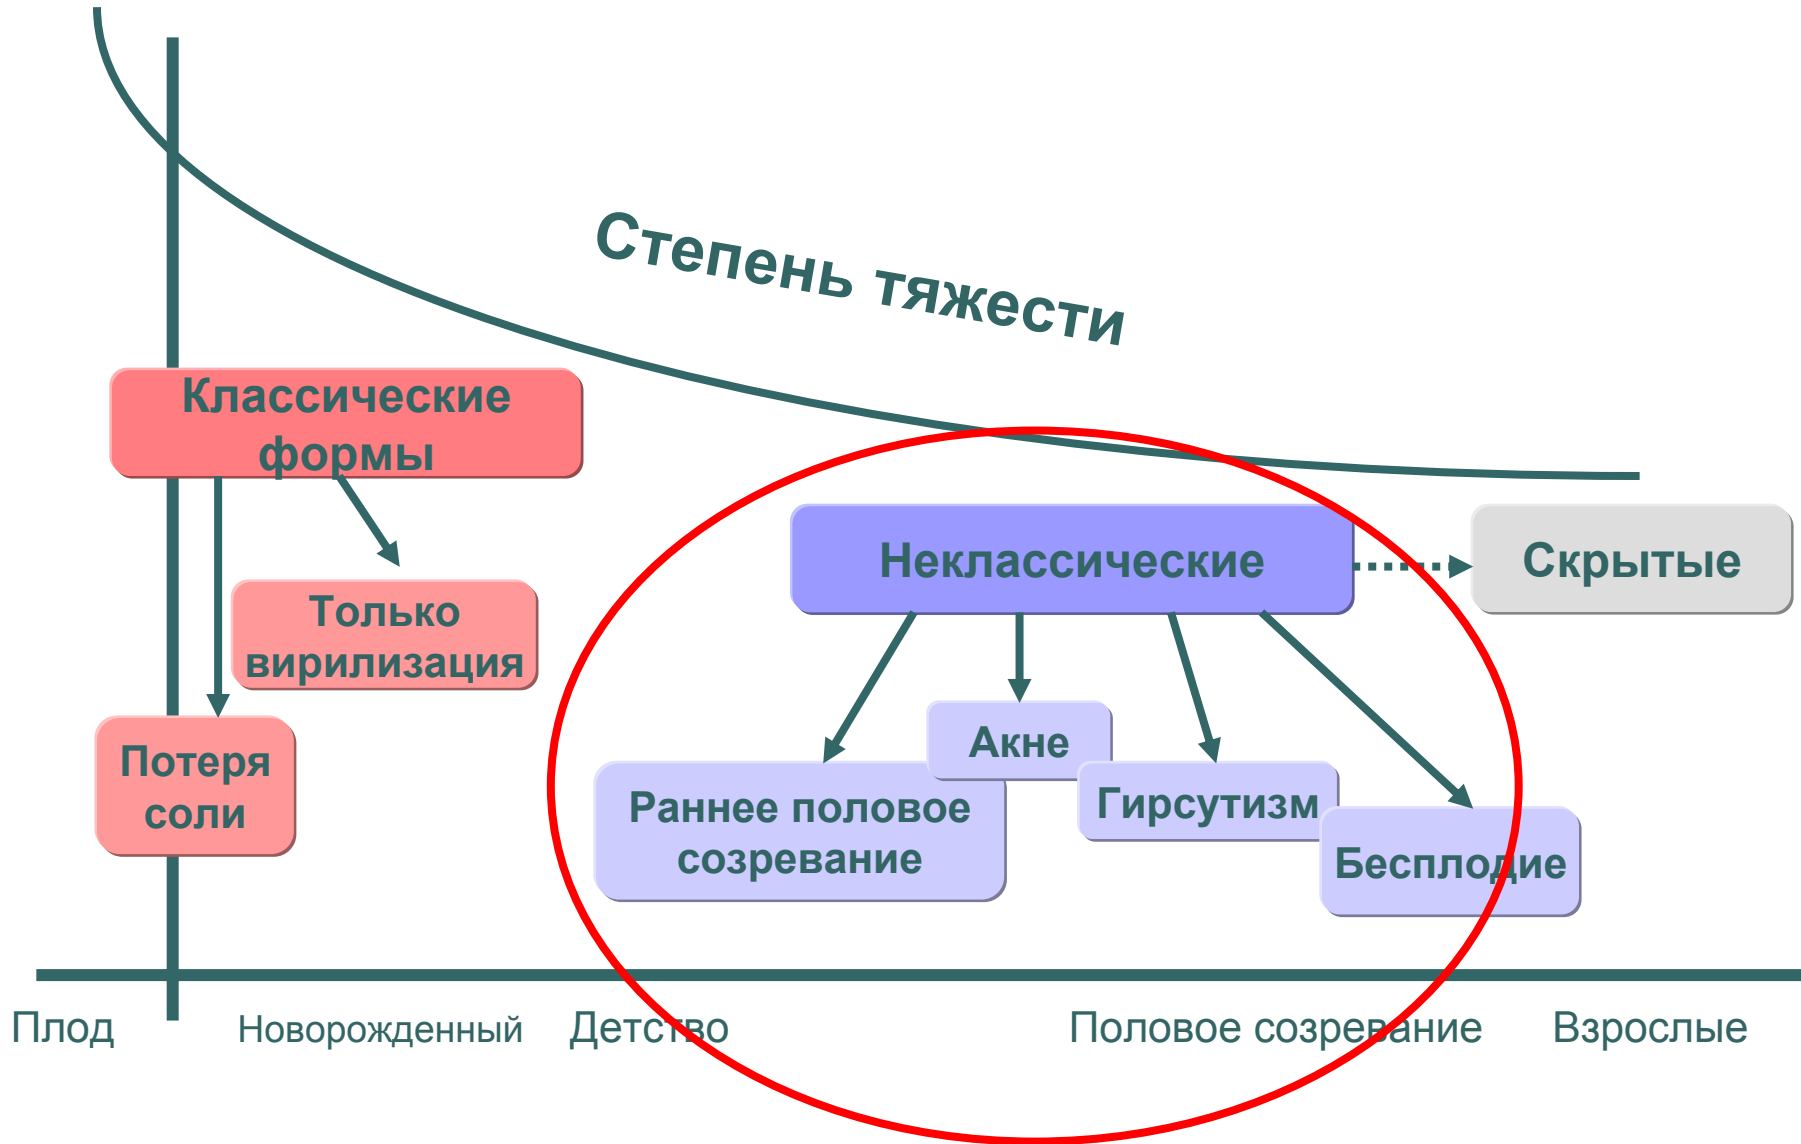 Степень тяжести
Классические
формы
Неклассические
Скрытые
Только
вирилизация
Потеря
соли
Акне
Раннее половое
созревание
Гирсутизм
Бесплодие
Плод
Новорожденный
Детство
Половое созревание
Взрослые